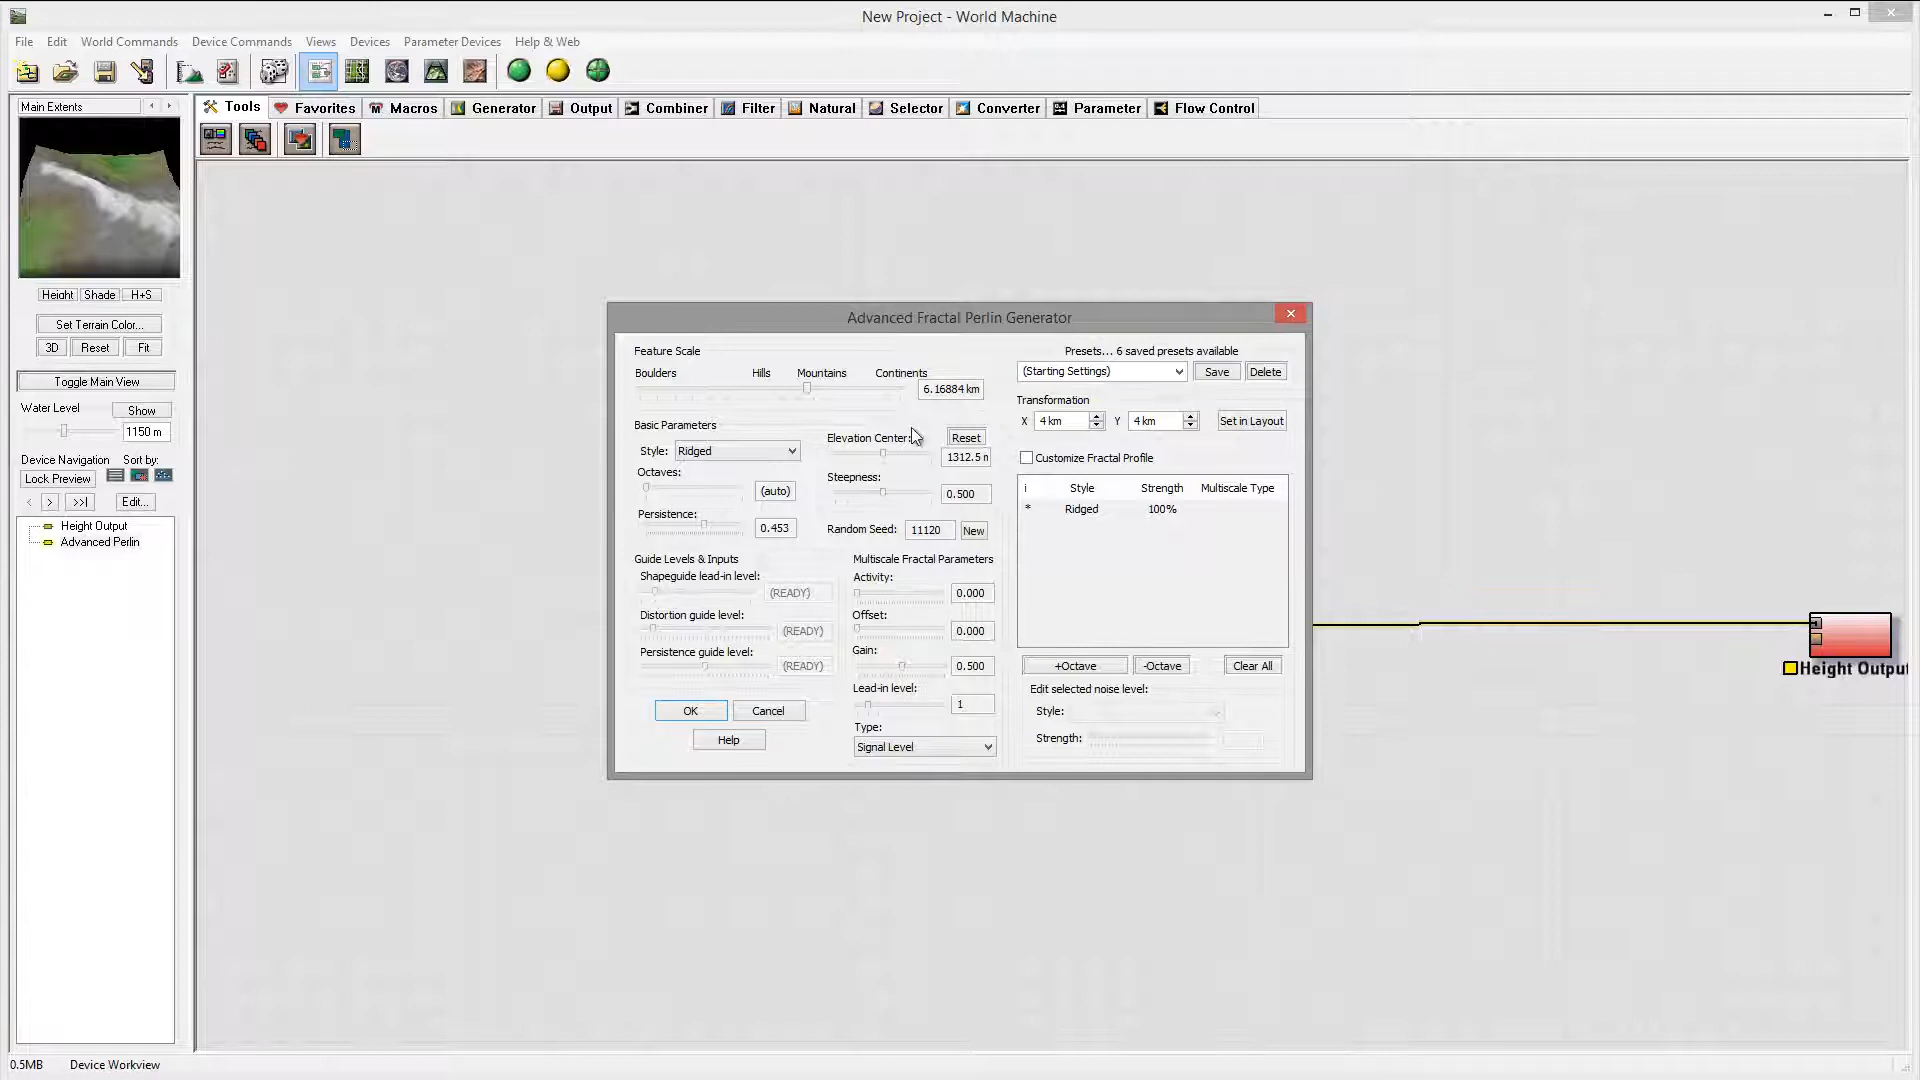 New Project - World Machine
File Edit World Commands Device Commands Views Devices Parameter Devices Help & Web
Main Extents
Tools Favorites Macros Generator Output Combiner Filter Natural Selector Converter Parameter Flow Control
Height Shade H+S
Set Terrain Color...
3D Reset Fit
Toggle Main View
Water Level Show
1150 m
Device Navigation Sort by:
Lock Preview
< > >>| Edit...
Height Output
Advanced Perlin
Advanced Fractal Perlin Generator
Feature Scale
Boulders Hills Mountains Continents
6.16884 km
Basic Parameters
Style: Ridged
Octaves:
(auto)
Persistence:
0.453
Elevation Center: Reset
1312.5 m
Steepness:
0.500
Random Seed: 11120 New
Guide Levels & Inputs
Shapeguide lead-in level:
(READY)
Distortion guide level:
(READY)
Persistence guide level:
(READY)
OK Cancel
Help
Multiscale Fractal Parameters
Activity:
0.000
Offset:
0.000
Gain:
0.500
Lead-in level:
1
Type:
Signal Level
Presets... 6 saved presets available
(Starting Settings) Save Delete
Transformation
X 4 km Y 4 km Set in Layout
Customize Fractal Profile
i Style Strength Multiscale Type
* Ridged 100%
+Octave -Octave Clear All
Edit selected noise level:
Style:
Strength:
Height Output
0.5MB Device Workview